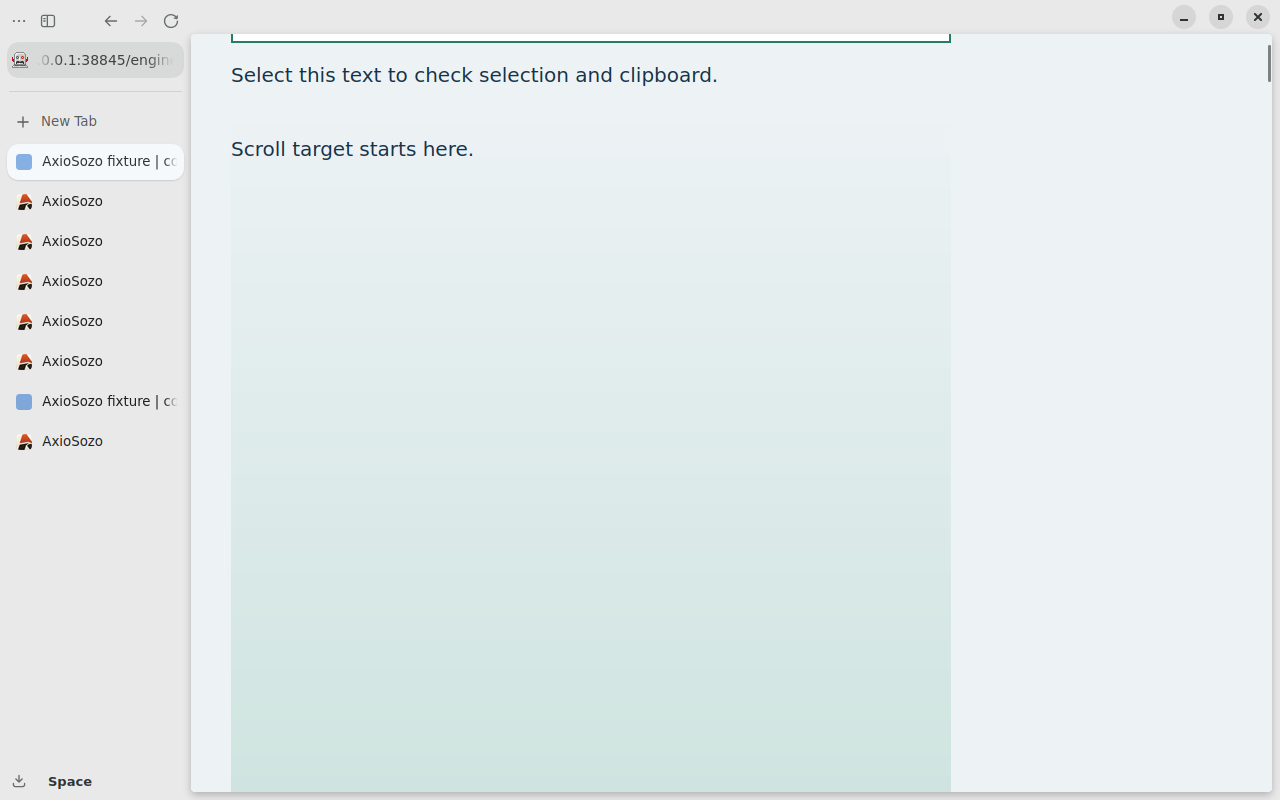 0.0.1:38845/engin
New Tab
AxioSozo fixture | co
AxioSozo
AxioSozo
AxioSozo
AxioSozo
AxioSozo
AxioSozo fixture | co
AxioSozo
Space
Select this text to check selection and clipboard.
Scroll target starts here.